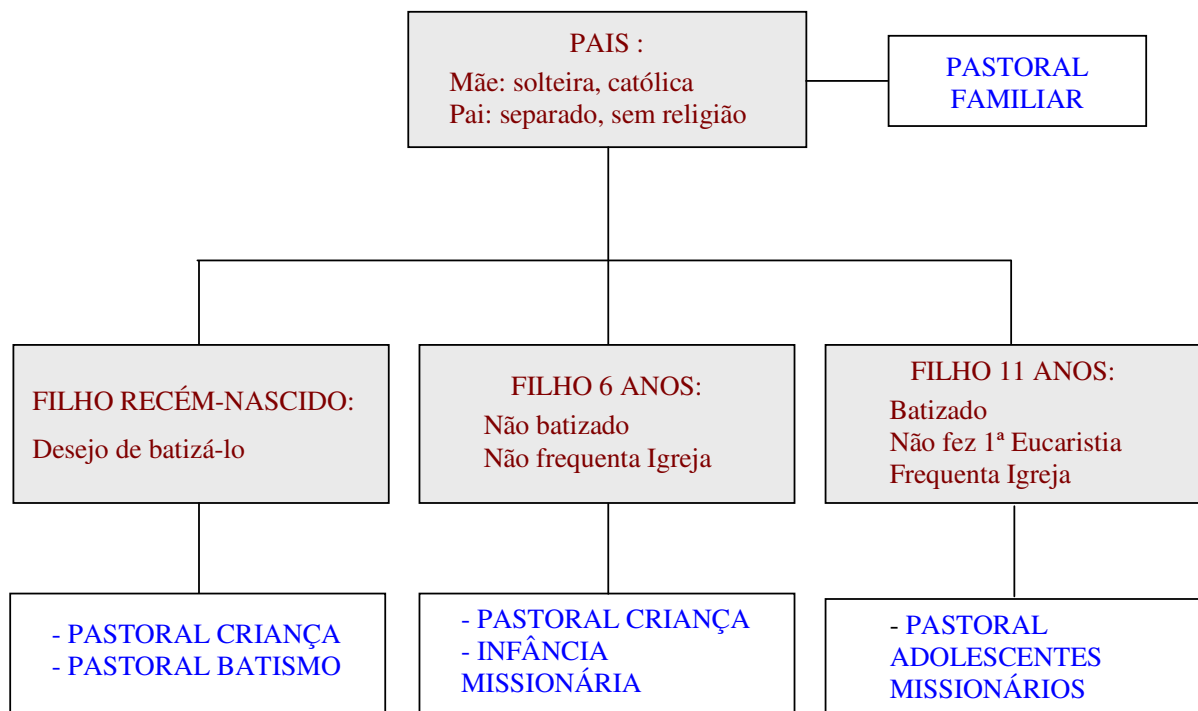 PAIS :
Mãe: solteira, católica
Pai: separado, sem religião
PASTORAL
FAMILIAR
FILHO RECÉM-NASCIDO:
Desejo de batizá-lo
FILHO 6 ANOS:
Não batizado
Não frequenta Igreja
FILHO 11 ANOS:
Batizado
Não fez 1ª Eucaristia
Frequenta Igreja
- PASTORAL CRIANÇA
- PASTORAL BATISMO
- PASTORAL CRIANÇA
- INFÂNCIA
MISSIONÁRIA
- PASTORAL
ADOLESCENTES
MISSIONÁRIOS